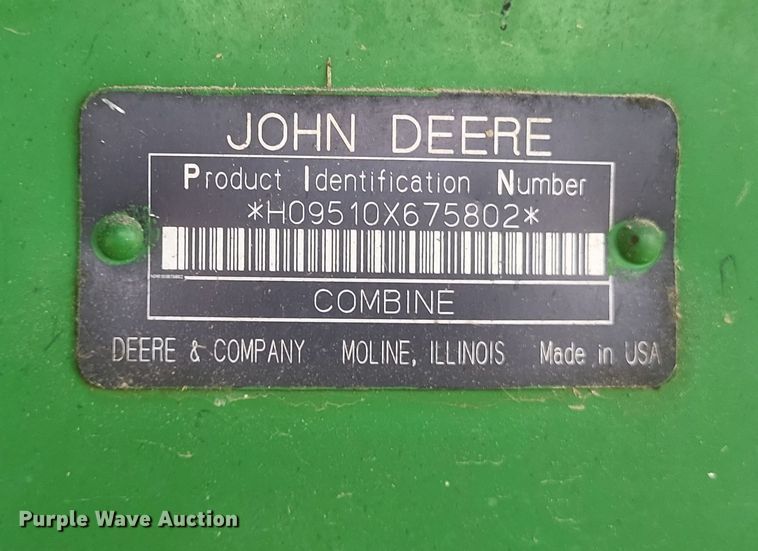 JOHN DEERE
Product Identification Number
*H09510X675802*
COMBINE
DEERE & COMPANY MOLINE, ILLINOIS Made in USA
Purple Wave Auction